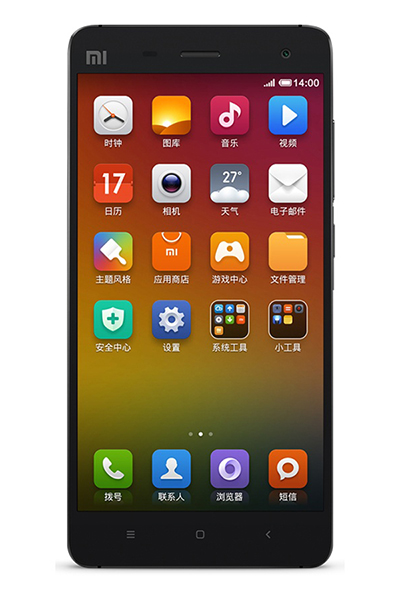 MI
14:00
时钟 图库 音乐 视频
17 27°
日历 相机 天气 电子邮件
MI
主题风格 应用商店 游戏中心 文件管理
安全中心 设置 系统工具 小工具
拨号 联系人 浏览器 短信